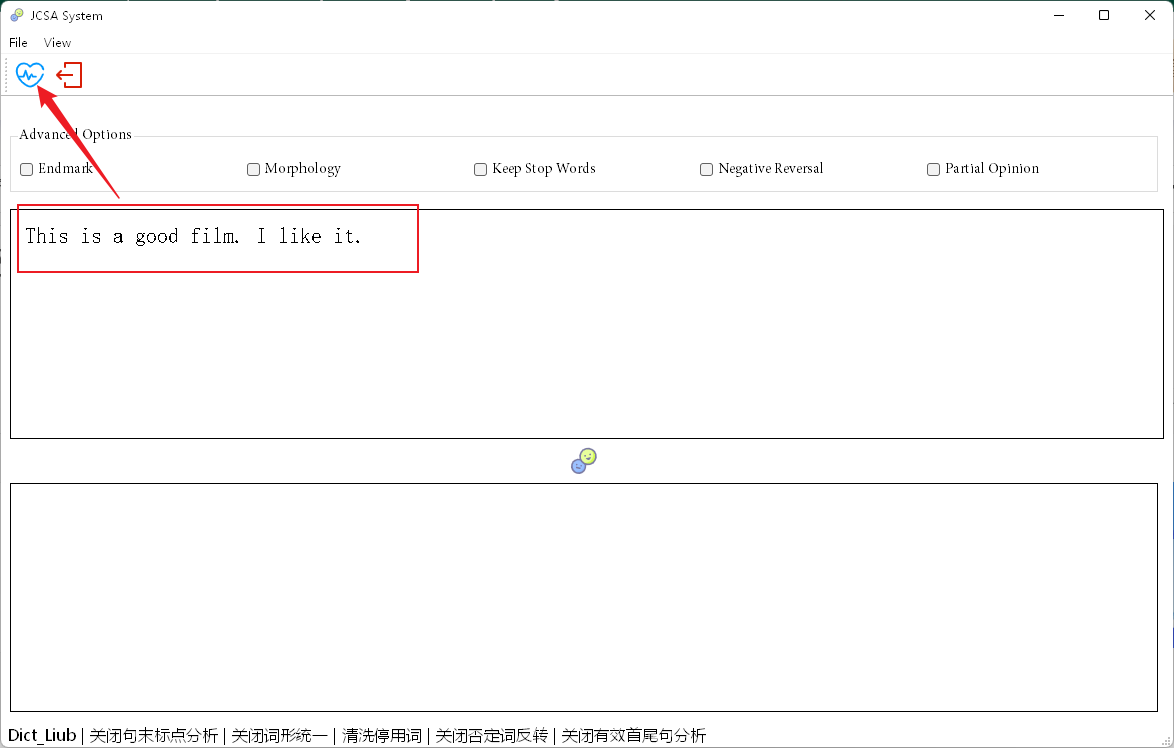 JCSA System
File View
Advanced Options
Endmark Morphology Keep Stop Words Negative Reversal Partial Opinion
This is a good film. I like it.
Dict_Liub | 关闭句末标点分析 | 关闭词形统一 | 清洗停用词 | 关闭否定词反转 | 关闭有效首尾句分析